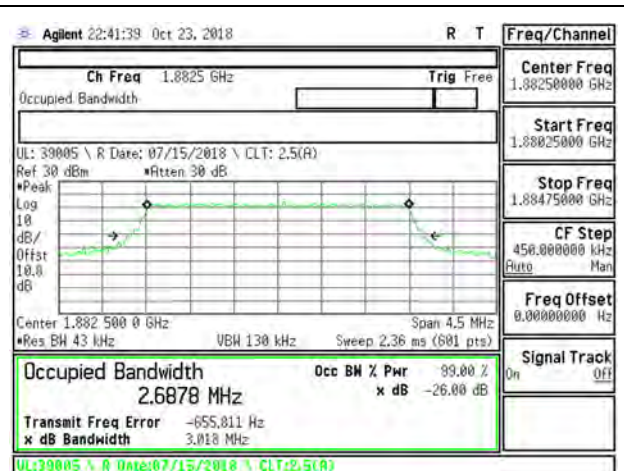 Agilent 22:41:39 Oct 23, 2018 R T
Freq/Channel
Ch Freq 1.8825 GHz Trig Free
Occupied Bandwidth
Center Freq
1.88250000 GHz
Start Freq
1.88025000 GHz
UL: 39005 \ R Date: 07/15/2018 \ CLT: 2.5(A)
Ref 30 dBm #Atten 30 dB
Stop Freq
1.88475000 GHz
#Peak
Log
10
dB/
Offst
10.8
dB
CF Step
450.000000 kHz
Auto Man
Freq Offset
0.00000000 Hz
Center 1.882 500 0 GHz Span 4.5 MHz
#Res BW 43 kHz VBW 130 kHz Sweep 2.36 ms (601 pts)
Signal Track
On Off
Occupied Bandwidth Occ BW % Pwr 99.00 %
2.6878 MHz x dB -26.00 dB
Transmit Freq Error -655.811 Hz
x dB Bandwidth 3.018 MHz
UL:39005 \ R Date:07/15/2018 \ CLT:2.5(A)